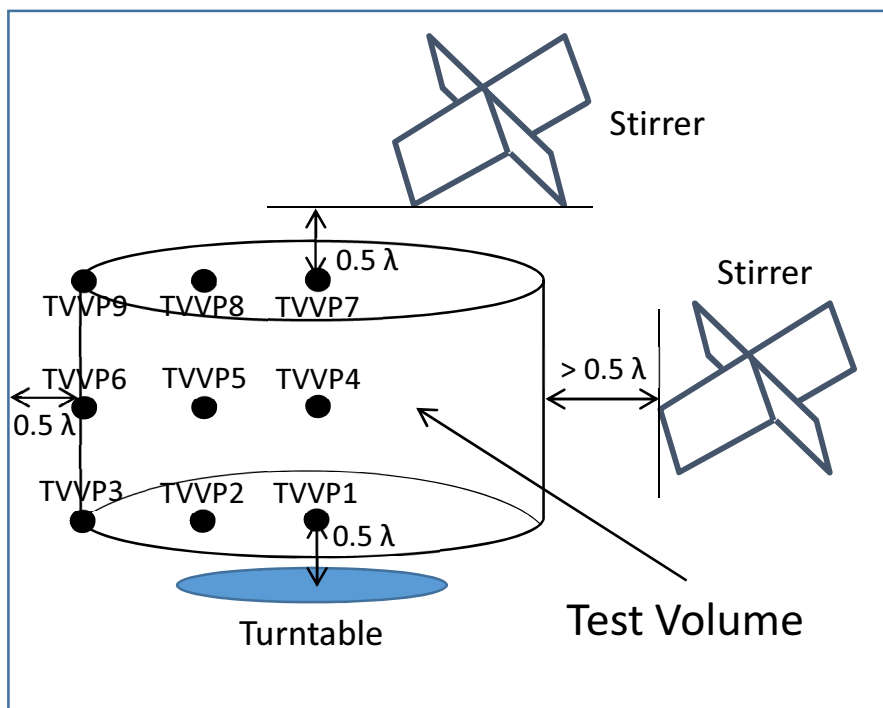 Stirrer
0.5 λ
TVVP9 TVVP8 TVVP7
Stirrer
TVVP6 TVVP5 TVVP4
> 0.5 λ
0.5 λ
TVVP3 TVVP2 TVVP1
0.5 λ
Turntable
Test Volume